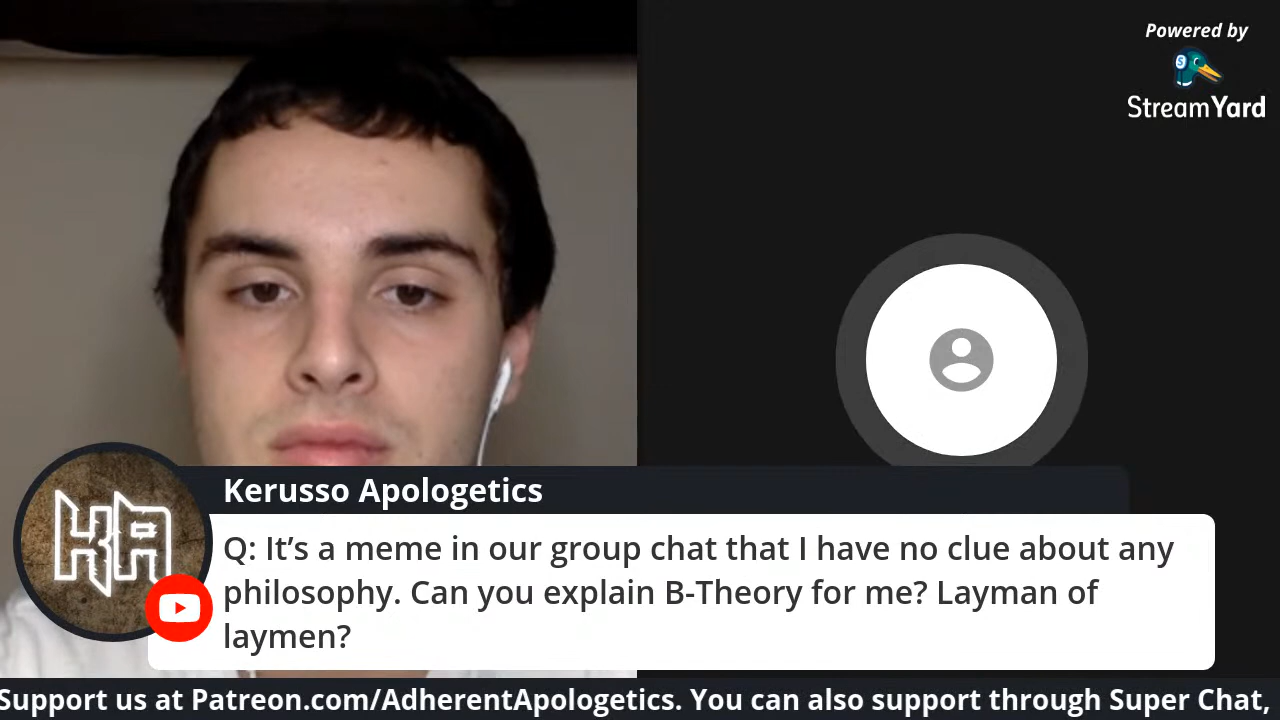 Powered by
StreamYard
Kerusso Apologetics
KA
Q: It’s a meme in our group chat that I have no clue about any
philosophy. Can you explain B-Theory for me? Layman of
laymen?
Support us at Patreon.com/AdherentApologetics. You can also support through Super Chat,